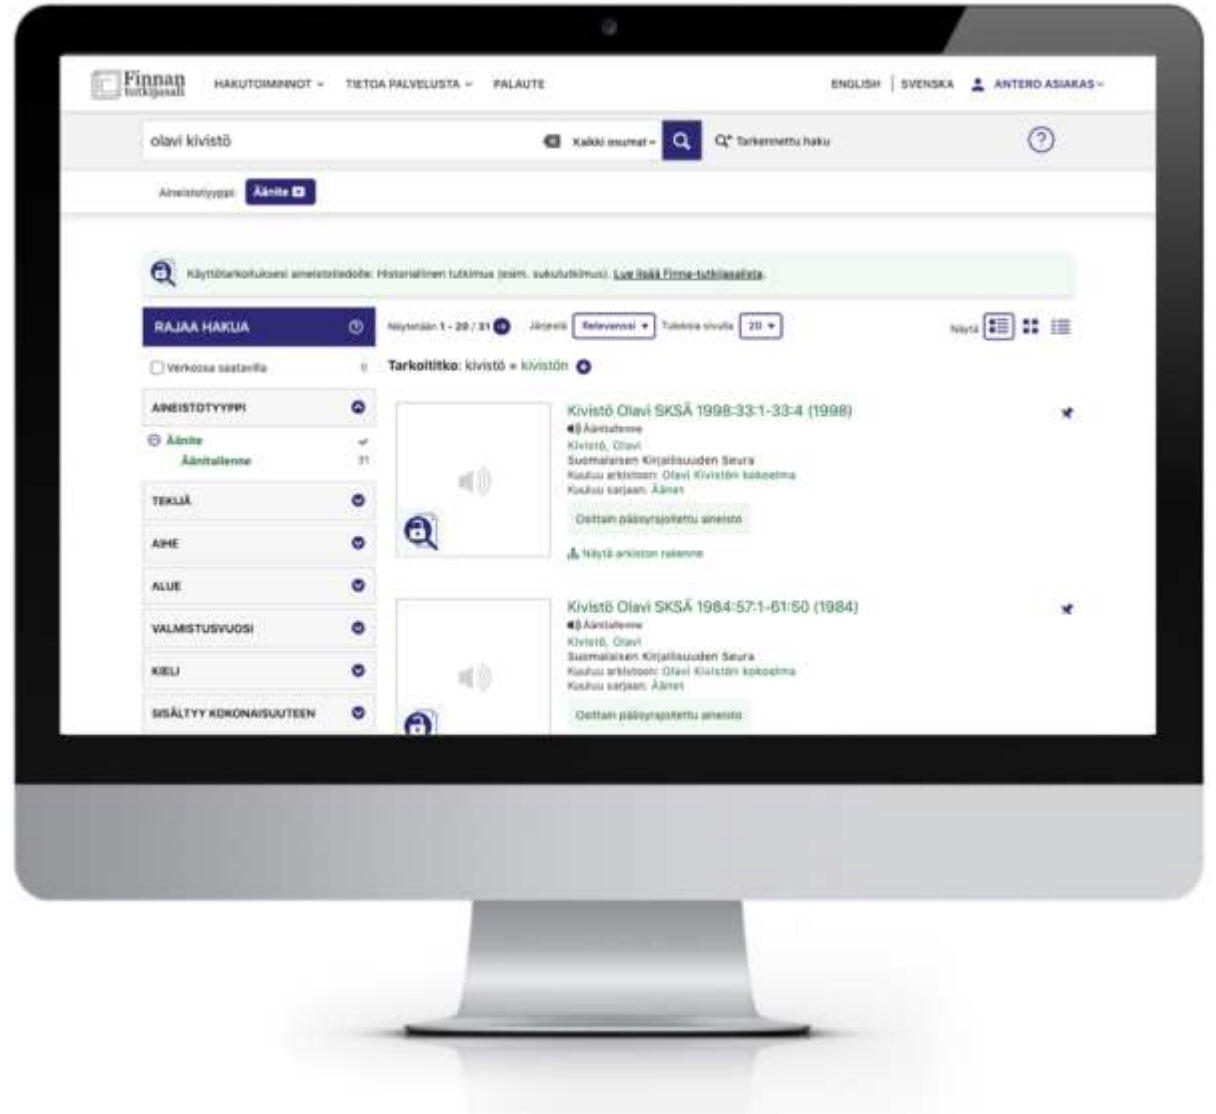 Finnan
tutkijasali
HAKUTOIMINNOT
TIETOA PALVELUSTA
PALAUTE
ENGLISH | SVENSKA
ANTERO ASIAKAS
olavi kivistö
Kaikki osumat
Tarkennettu haku
Aineistotyyppi:
Äänite
Käyttötarkoituksesi aineistotiedolle: Historiallinen tutkimus (esim. sukututkimus). Lue lisää Finna-tutkijasalista.
RAJAA HAKUA
Näytetään 1 - 20 / 31
Järjestä
Relevanssi
Tuloksia sivulla
20
Näytä
Verkossa saatavilla
0
Tarkoititko: kivistö » kivistön
AINEISTOTYYPPI
Äänite
Äänitallenne
31
TEKIJÄ
AIHE
ALUE
VALMISTUSVUOSI
KIELI
SISÄLTYY KOKONAISUUTEEN
Kivistö Olavi SKSÄ 1998:33:1-33:4 (1998)
Äänitallenne
Kivistö, Olavi
Suomalaisen Kirjallisuuden Seura
Kuuluu arkistoon: Olavi Kivistön kokoelma
Kuuluu sarjaan: Äänet
Osittain pääsyrajoitettu aineisto
Näytä arkiston rakenne
Kivistö Olavi SKSÄ 1984:57:1-61:50 (1984)
Äänitallenne
Kivistö, Olavi
Suomalaisen Kirjallisuuden Seura
Kuuluu arkistoon: Olavi Kivistön kokoelma
Kuuluu sarjaan: Äänet
Osittain pääsyrajoitettu aineisto